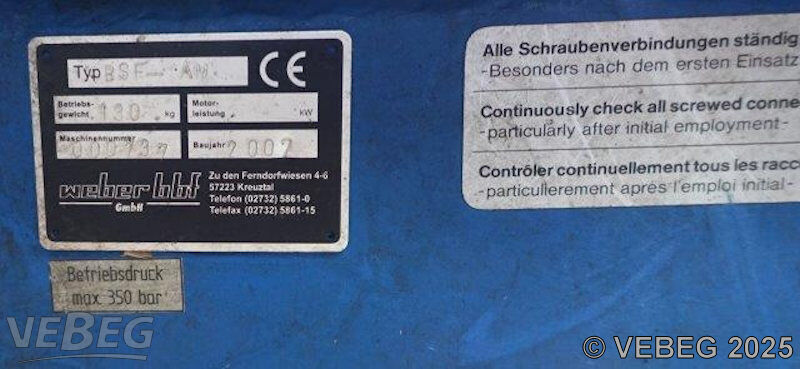 Typ BSF- AN
CE
Betriebs-
gewicht 130 kg
Motor-
leistung kW
Maschinennummer
Baujahr 2002
weber bbf
GmbH
Zu den Ferndorfwiesen 4-6
57223 Kreuztal
Telefon (02732) 5861-0
Telefax (02732) 5861-15
Betriebsdruck
max. 350 bar
Alle Schraubenverbindungen ständig
-Besonders nach dem ersten Einsatz
Continuously check all screwed conne
-particularly after initial employment-
Contrôler continuellement tous les racc
-particulierement aprés l'emploi initial-
VEBEG
© VEBEG 2025